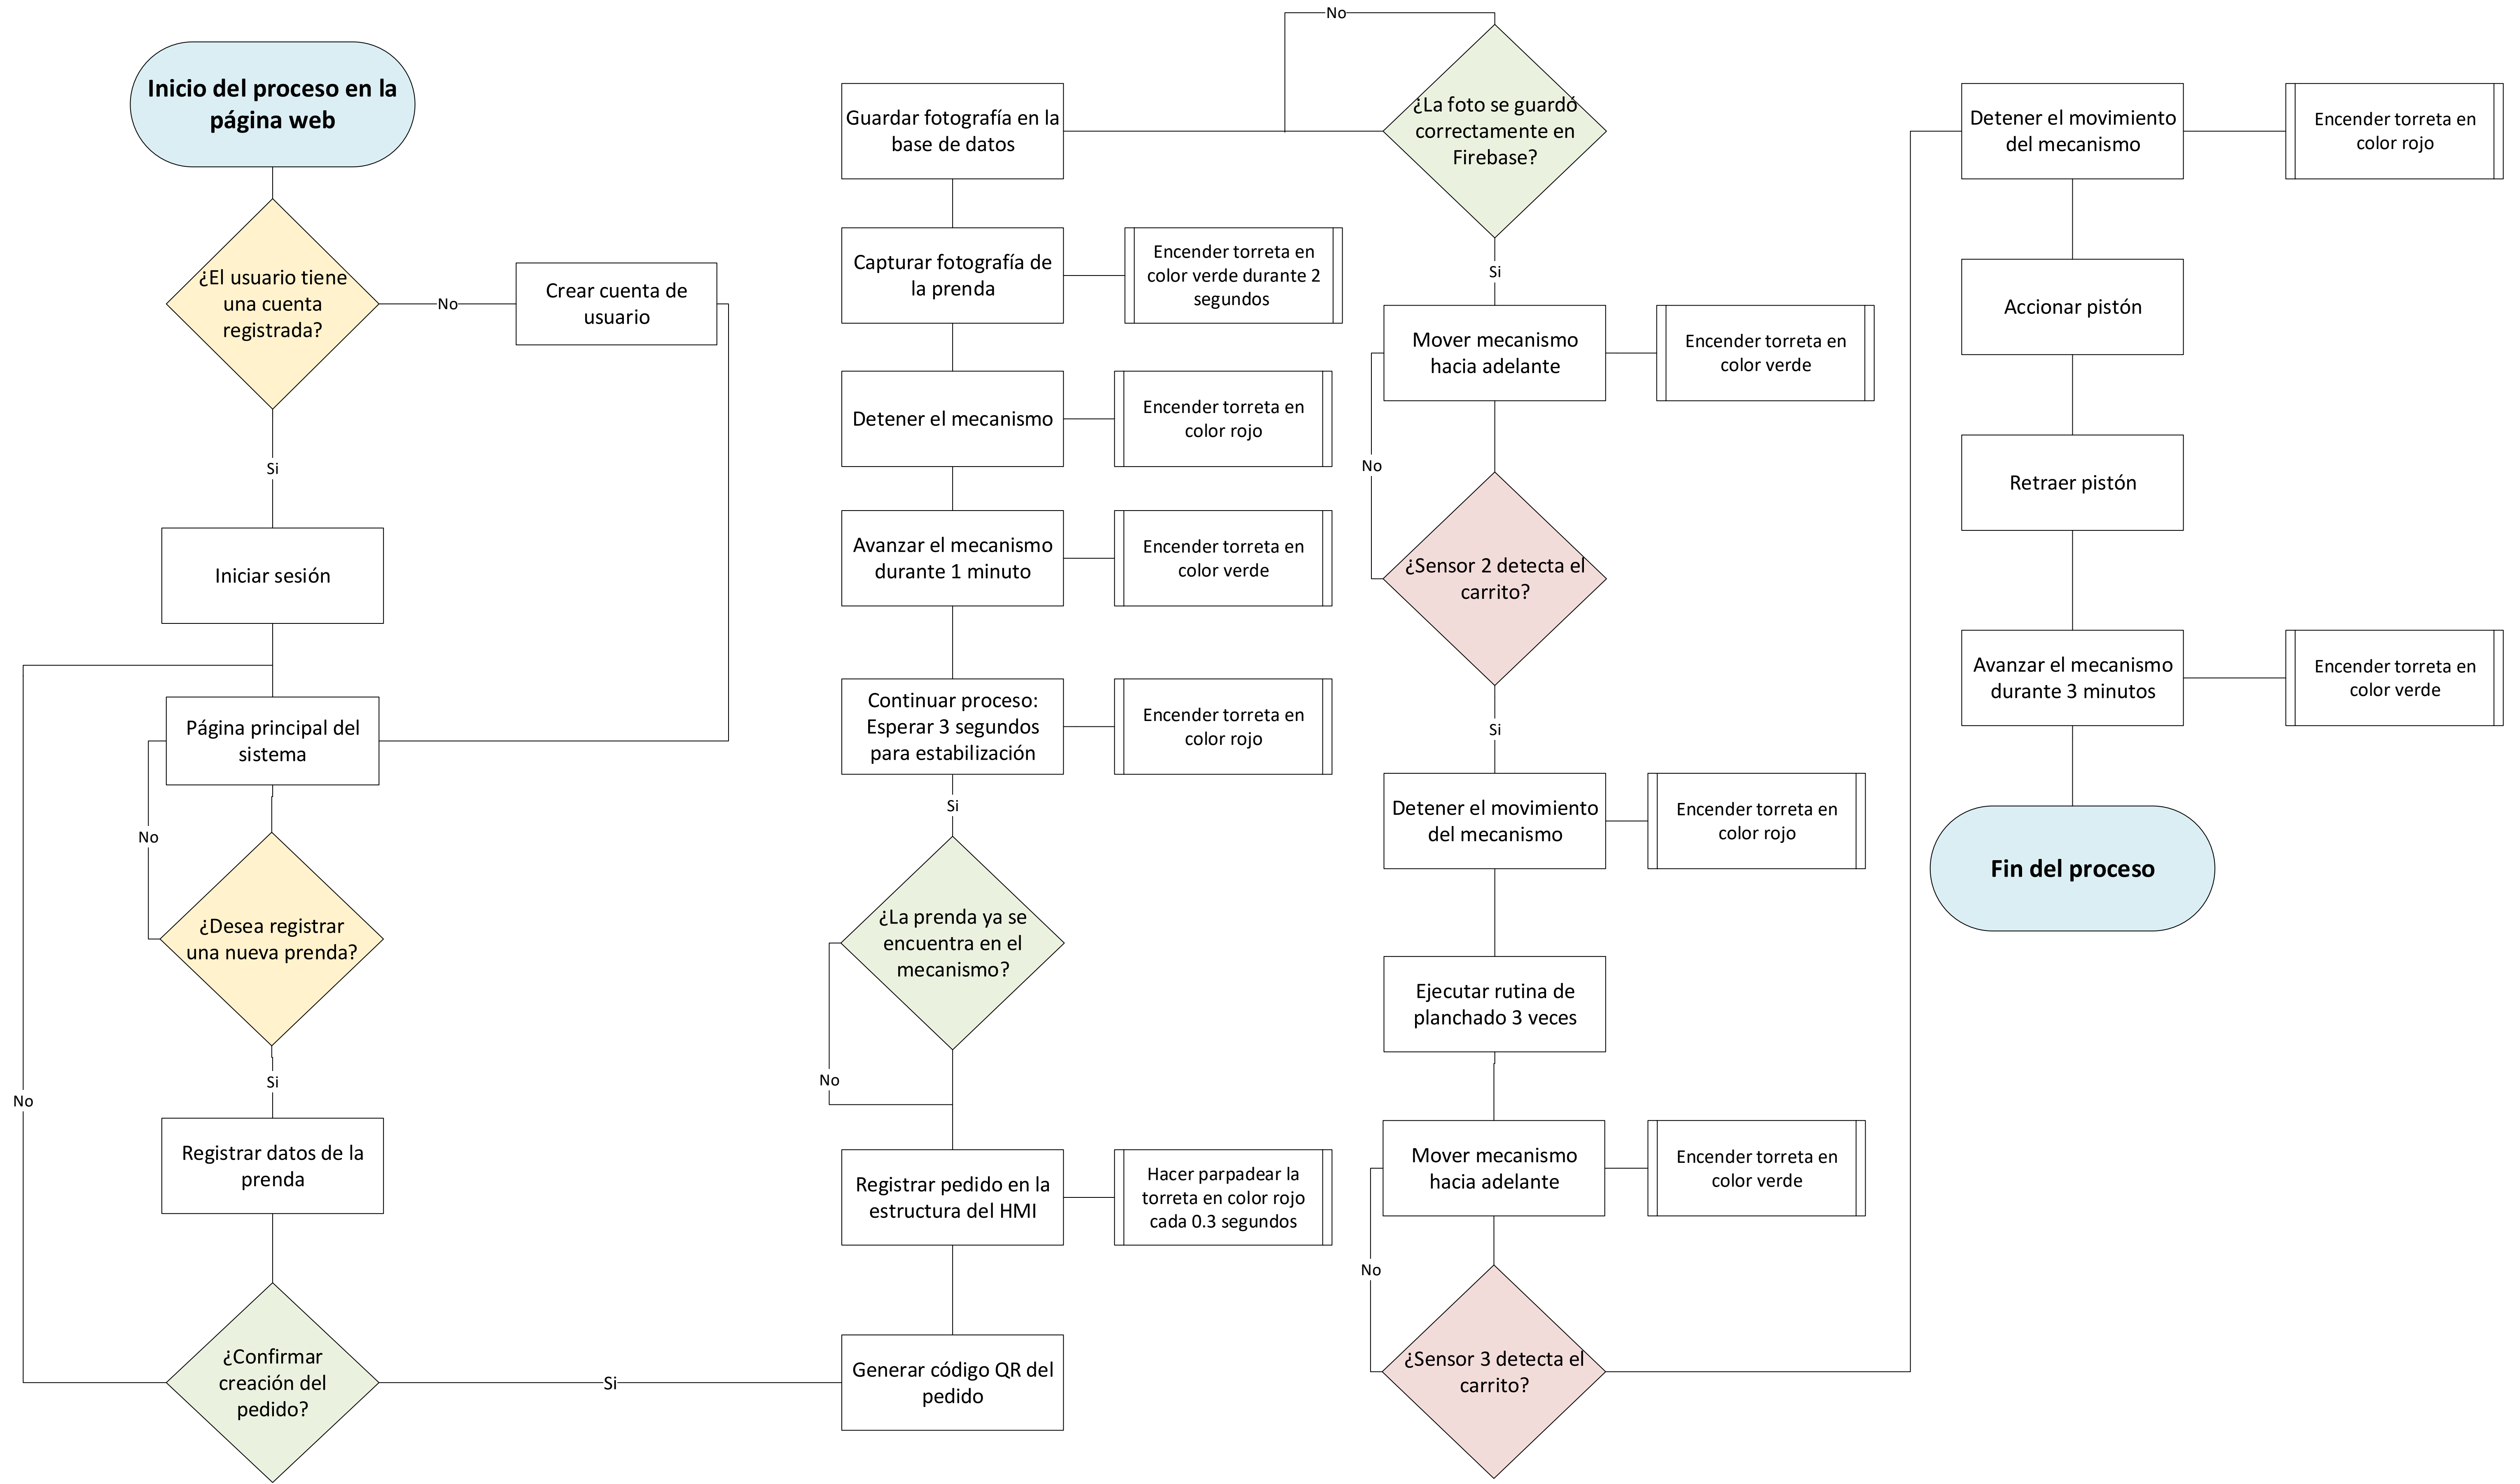 Inicio del proceso en la
página web
¿El usuario tiene
una cuenta
registrada?
No
Crear cuenta de
usuario
Si
Iniciar sesión
Página principal del
sistema
No
¿Desea registrar
una nueva prenda?
Si
No
Registrar datos de la
prenda
¿Confirmar
creación del
pedido?
Si
Guardar fotografía en la
base de datos
Capturar fotografía de
la prenda
Encender torreta en
color verde durante 2
segundos
Detener el mecanismo
Encender torreta en
color rojo
Avanzar el mecanismo
durante 1 minuto
Encender torreta en
color verde
Continuar proceso:
Esperar 3 segundos
para estabilización
Encender torreta en
color rojo
Si
¿La prenda ya se
encuentra en el
mecanismo?
No
Registrar pedido en la
estructura del HMI
Hacer parpadear la
torreta en color rojo
cada 0.3 segundos
Generar código QR del
pedido
No
¿La foto se guardó
correctamente en
Firebase?
Si
Mover mecanismo
hacia adelante
Encender torreta en
color verde
No
¿Sensor 2 detecta el
carrito?
Si
Detener el movimiento
del mecanismo
Encender torreta en
color rojo
Ejecutar rutina de
planchado 3 veces
Mover mecanismo
hacia adelante
Encender torreta en
color verde
No
¿Sensor 3 detecta el
carrito?
Detener el movimiento
del mecanismo
Encender torreta en
color rojo
Accionar pistón
Retraer pistón
Avanzar el mecanismo
durante 3 minutos
Encender torreta en
color verde
Fin del proceso